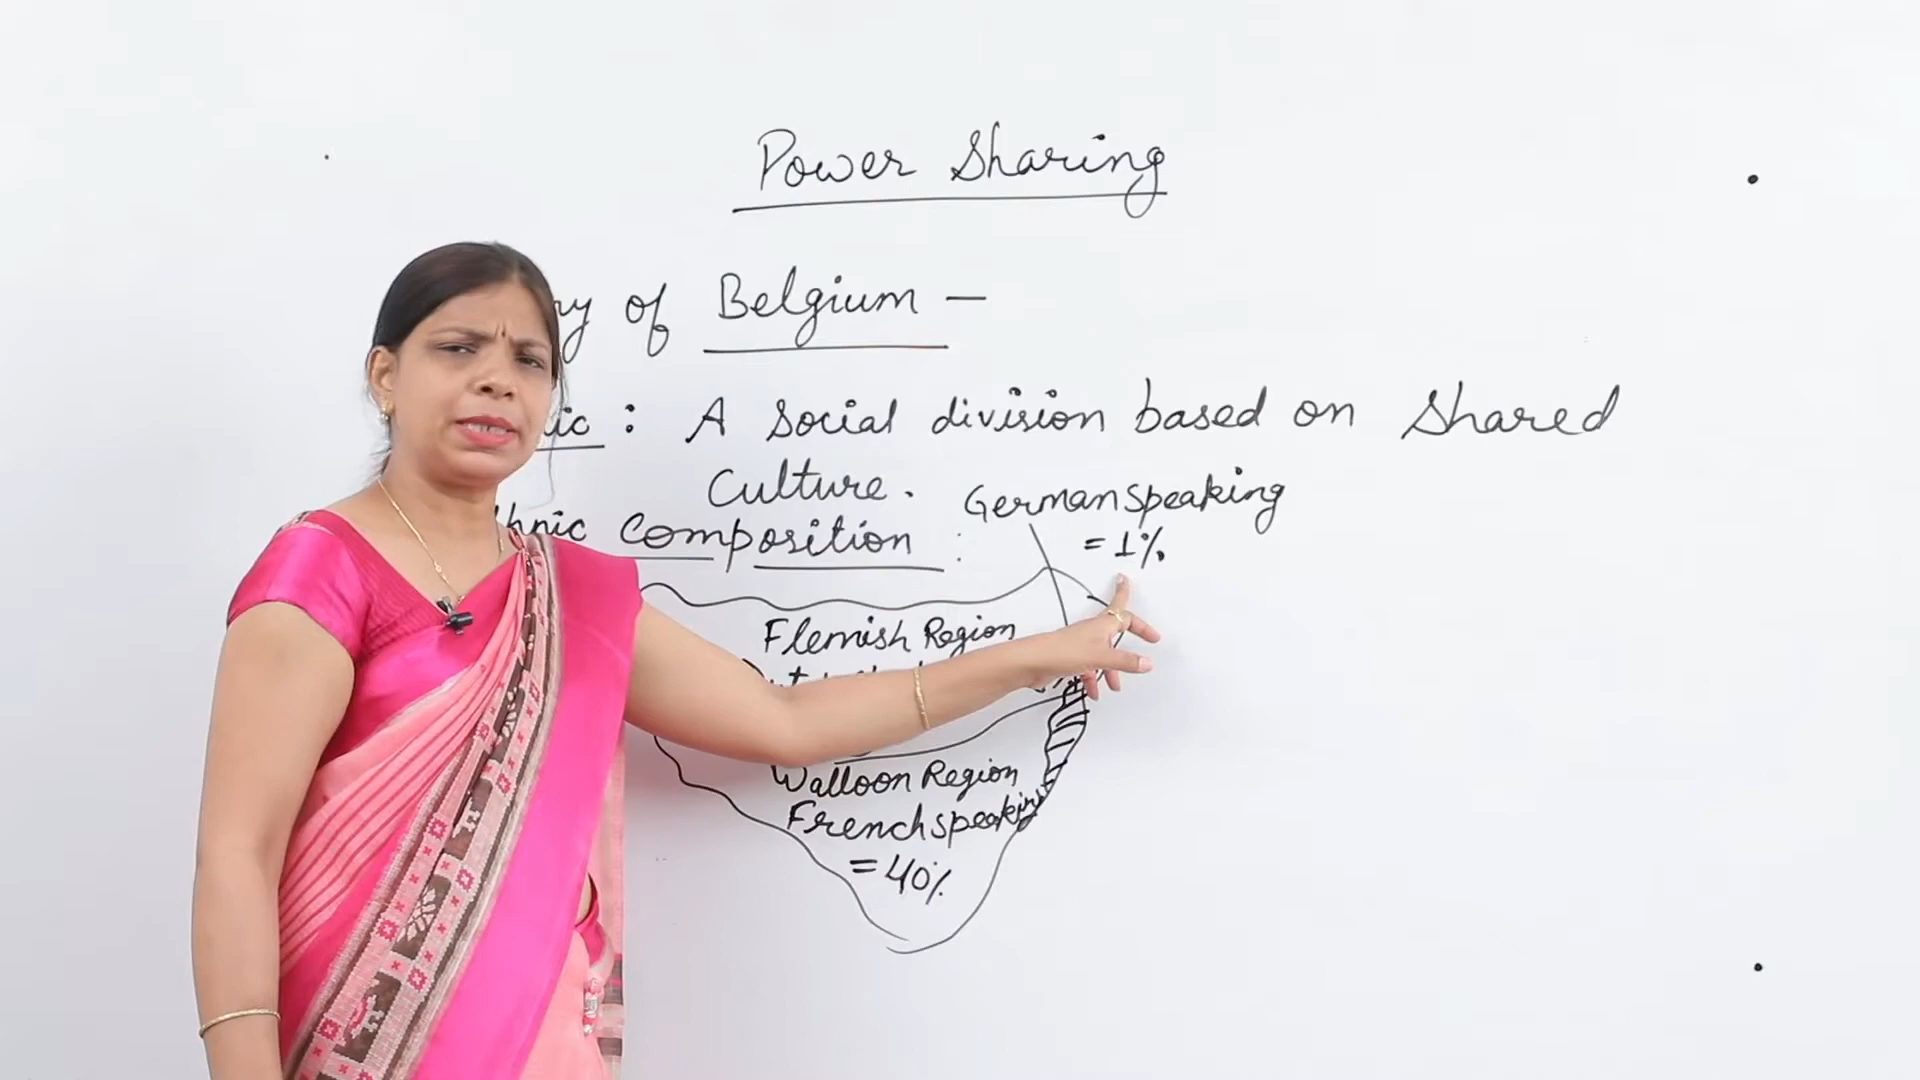 Power Sharing
of Belgium -
: A Social division based on Shared
Culture.
German Speaking
= 1%
Composition :
Flemish Region
Walloon Region
French speaking
= 40%